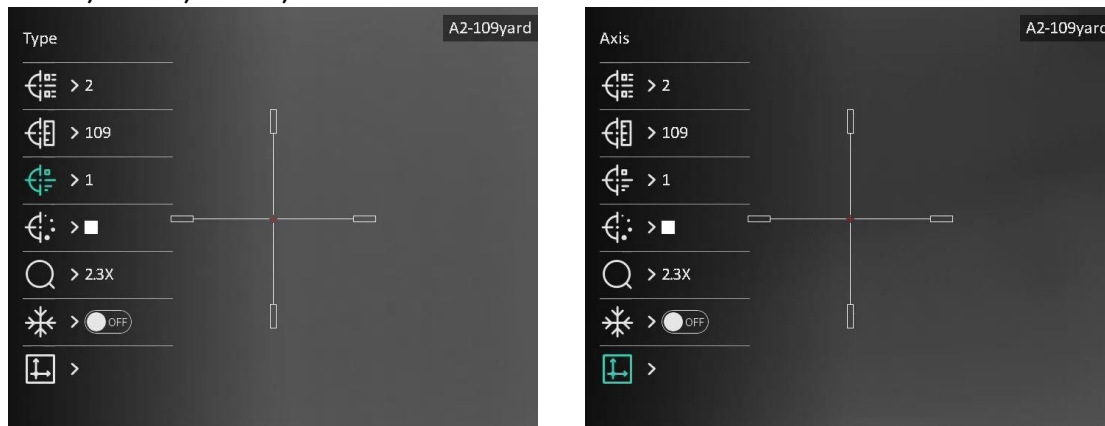 Type
A2-109yard
> 2
> 109
> 1
>
> 2.3X
> OFF
>
Axis
A2-109yard
> 2
> 109
> 1
>
> 2.3X
> OFF
>